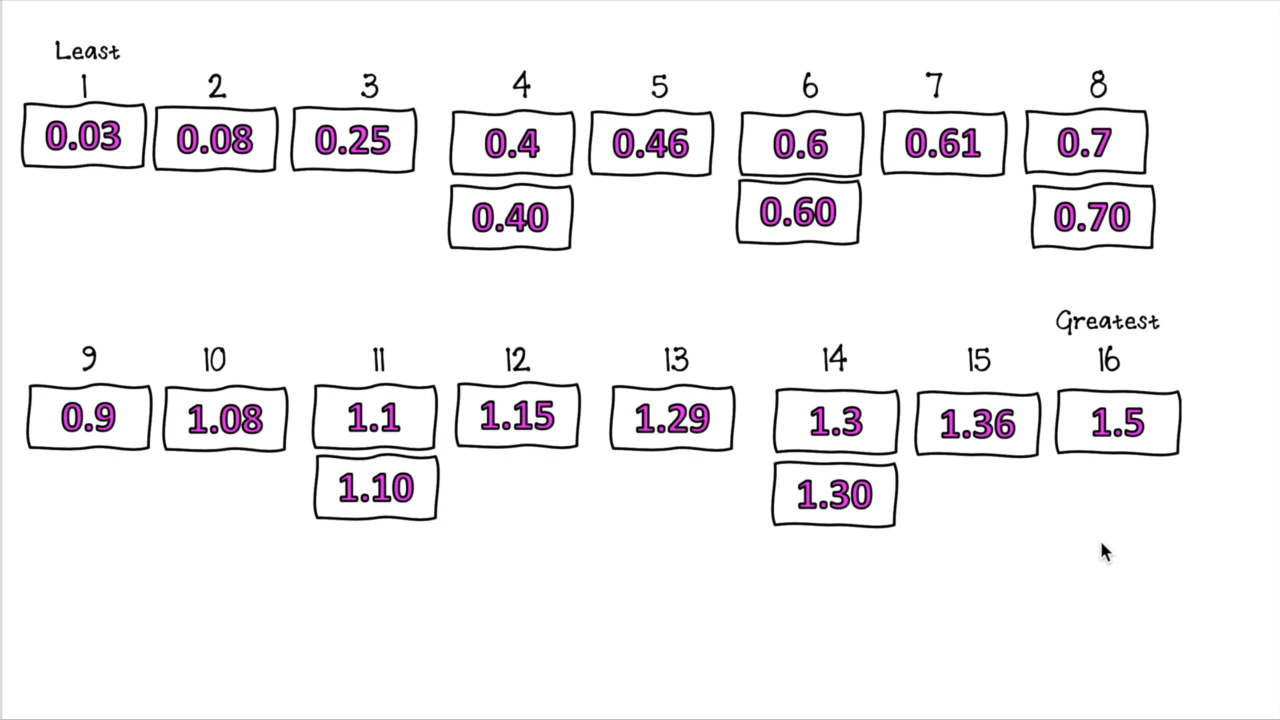 Least
1 2 3 4 5 6 7 8
0.03 0.08 0.25 0.4 0.46 0.6 0.61 0.7
0.40 0.60 0.70
Greatest
9 10 11 12 13 14 15 16
0.9 1.08 1.1 1.15 1.29 1.3 1.36 1.5
1.10 1.30